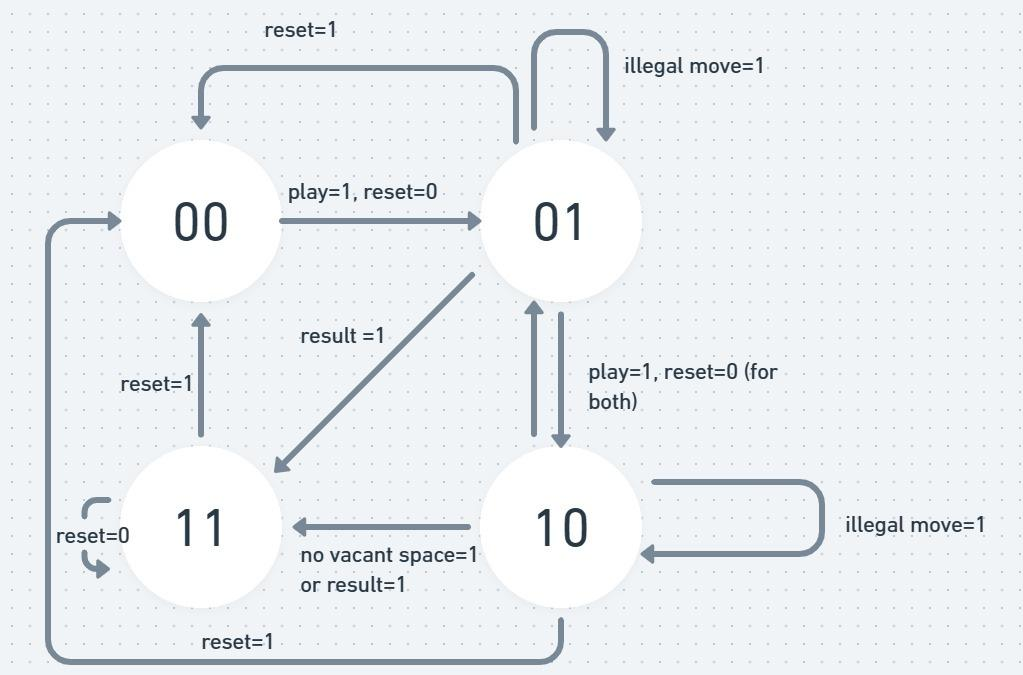 reset=1
illegal move=1
play=1, reset=0
00
01
result =1
play=1, reset=0 (for
both)
reset=1
11
10
illegal move=1
reset=0
no vacant space=1
or result=1
reset=1